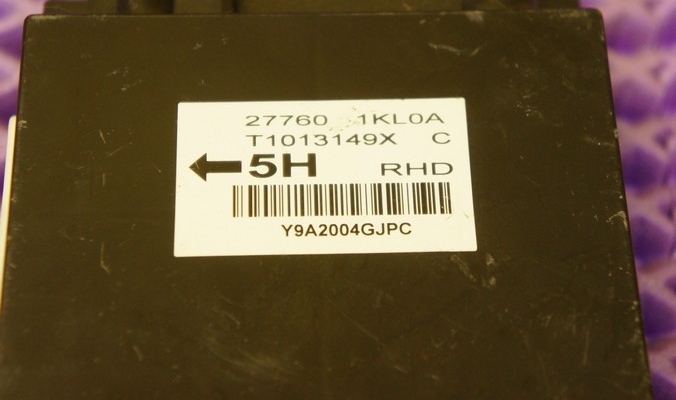 27760 1KL0A
T1013149X C
5H RHD
Y9A2004GJPC